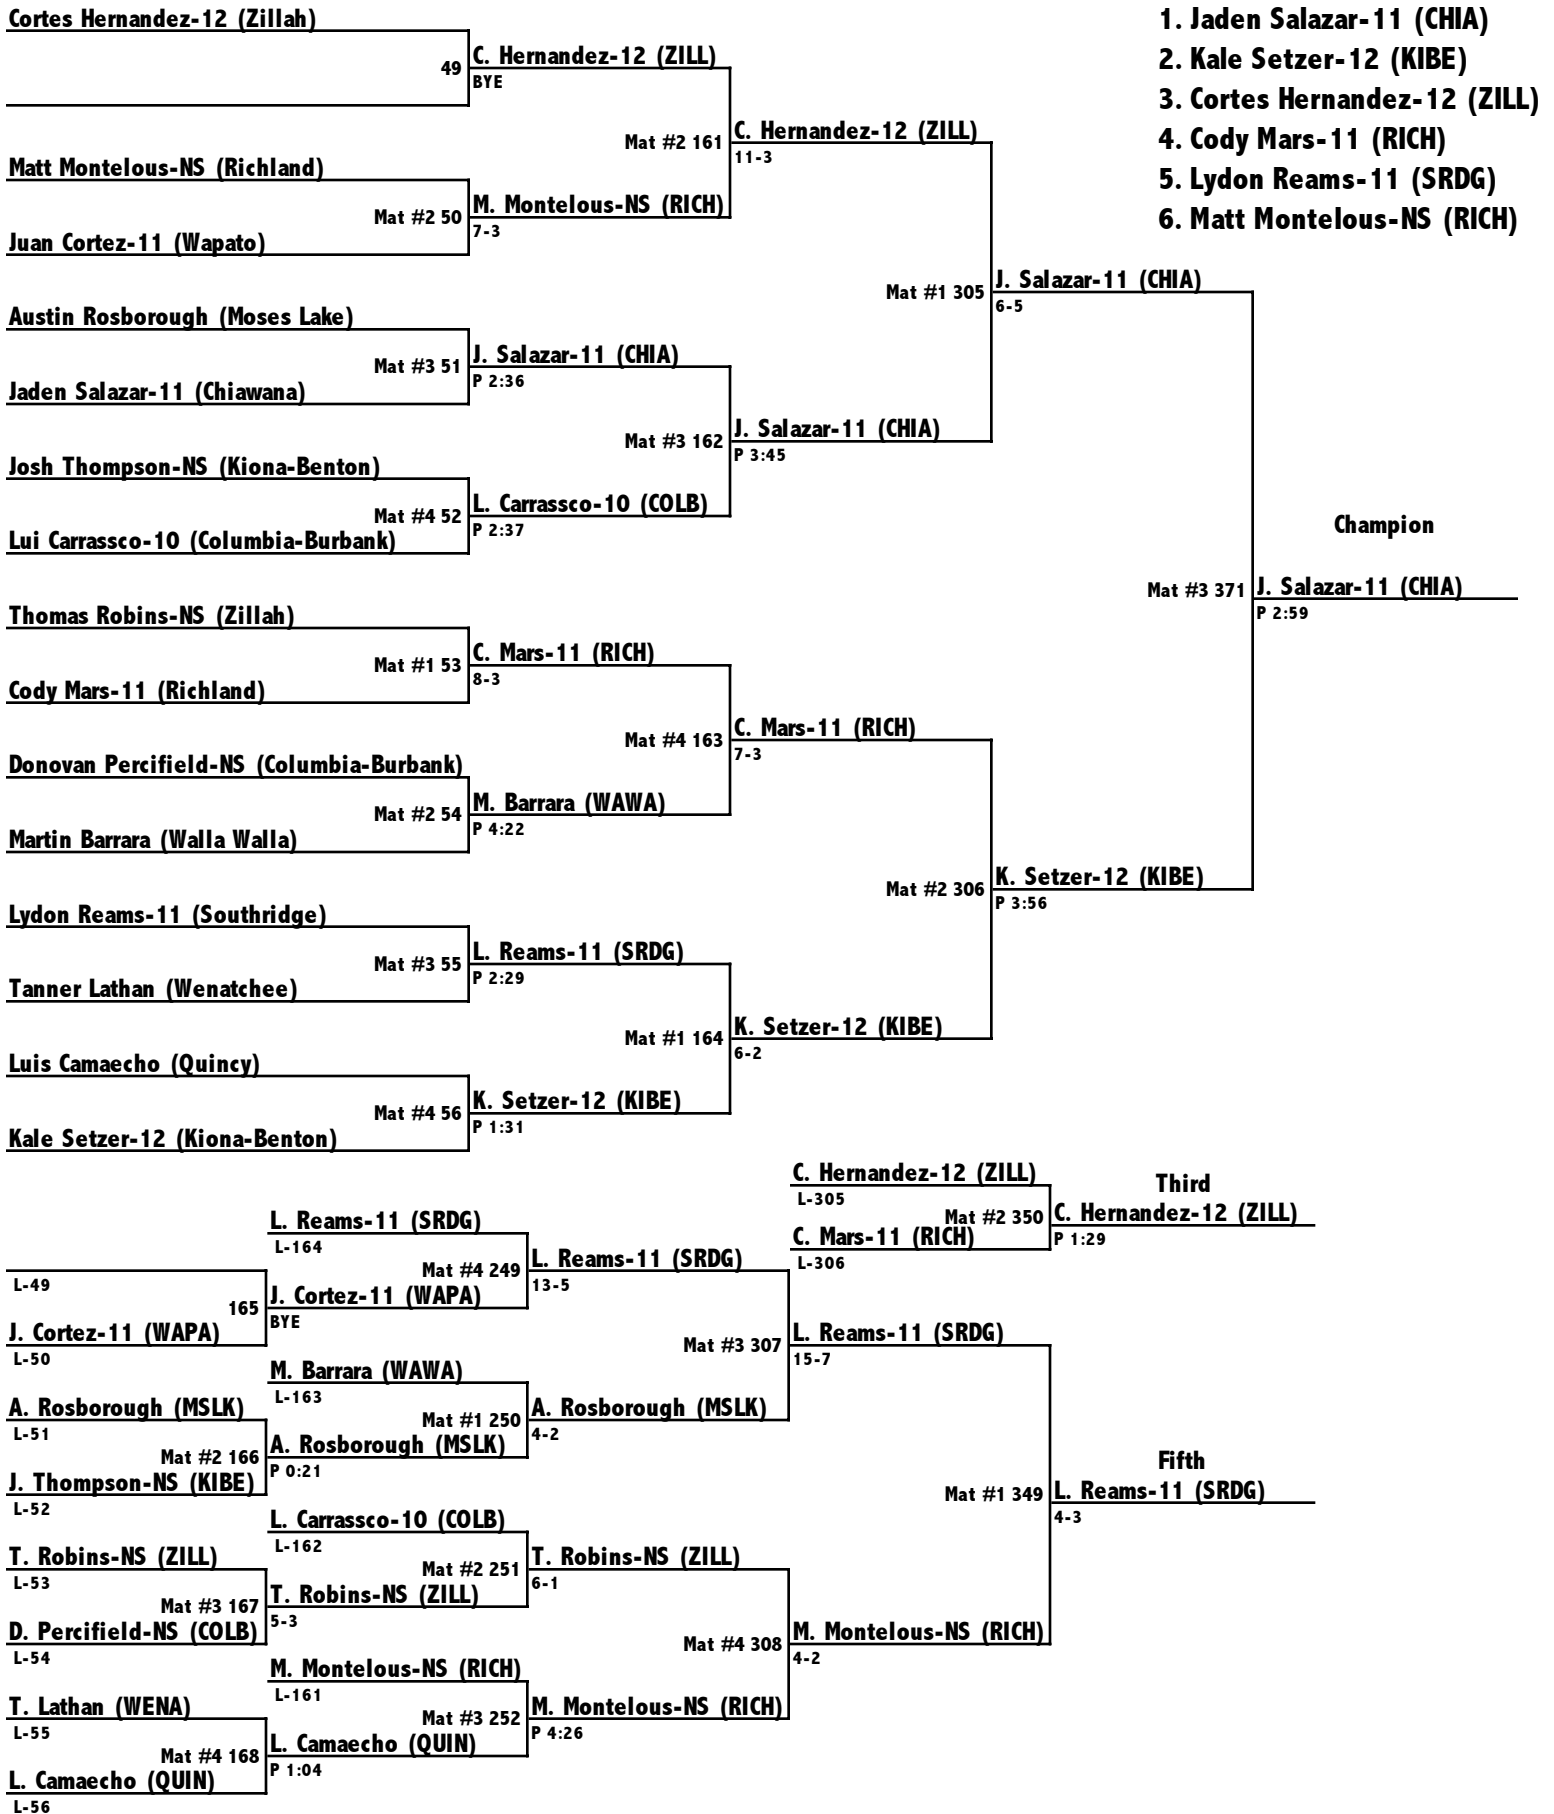 Cortes Hernandez-12 (Zillah)
1. Jaden Salazar-11 (CHIA)
2. Kale Setzer-12 (KIBE)
3. Cortes Hernandez-12 (ZILL)
4. Cody Mars-11 (RICH)
5. Lydon Reams-11 (SRDG)
6. Matt Montelous-NS (RICH)
49
C. Hernandez-12 (ZILL)
BYE
Mat #2 161
C. Hernandez-12 (ZILL)
11-3
Matt Montelous-NS (Richland)
Mat #2 50
M. Montelous-NS (RICH)
7-3
Juan Cortez-11 (Wapato)
Mat #1 305
J. Salazar-11 (CHIA)
6-5
Austin Rosborough (Moses Lake)
Mat #3 51
J. Salazar-11 (CHIA)
P 2:36
Jaden Salazar-11 (Chiawana)
Mat #3 162
J. Salazar-11 (CHIA)
P 3:45
Josh Thompson-NS (Kiona-Benton)
Mat #4 52
L. Carrassco-10 (COLB)
P 2:37
Lui Carrassco-10 (Columbia-Burbank)
Champion
Mat #3 371
J. Salazar-11 (CHIA)
P 2:59
Thomas Robins-NS (Zillah)
Mat #1 53
C. Mars-11 (RICH)
8-3
Cody Mars-11 (Richland)
Mat #4 163
C. Mars-11 (RICH)
7-3
Donovan Percifield-NS (Columbia-Burbank)
Mat #2 54
M. Barrara (WAWA)
P 4:22
Martin Barrara (Walla Walla)
Mat #2 306
K. Setzer-12 (KIBE)
P 3:56
Lydon Reams-11 (Southridge)
Mat #3 55
L. Reams-11 (SRDG)
P 2:29
Tanner Lathan (Wenatchee)
Mat #1 164
K. Setzer-12 (KIBE)
6-2
Luis Camaecho (Quincy)
Mat #4 56
K. Setzer-12 (KIBE)
P 1:31
Kale Setzer-12 (Kiona-Benton)
C. Hernandez-12 (ZILL)
L-305
Third
Mat #2 350
C. Hernandez-12 (ZILL)
P 1:29
C. Mars-11 (RICH)
L-306
L. Reams-11 (SRDG)
L-164
Mat #4 249
L. Reams-11 (SRDG)
13-5
L-49
165
J. Cortez-11 (WAPA)
BYE
J. Cortez-11 (WAPA)
L-50
Mat #3 307
L. Reams-11 (SRDG)
15-7
M. Barrara (WAWA)
L-163
Mat #1 250
A. Rosborough (MSLK)
4-2
A. Rosborough (MSLK)
L-51
Mat #2 166
A. Rosborough (MSLK)
P 0:21
J. Thompson-NS (KIBE)
L-52
Fifth
Mat #1 349
L. Reams-11 (SRDG)
4-3
L. Carrassco-10 (COLB)
L-162
Mat #2 251
T. Robins-NS (ZILL)
6-1
T. Robins-NS (ZILL)
L-53
Mat #3 167
T. Robins-NS (ZILL)
5-3
D. Percifield-NS (COLB)
L-54
Mat #4 308
M. Montelous-NS (RICH)
4-2
M. Montelous-NS (RICH)
L-161
Mat #3 252
M. Montelous-NS (RICH)
P 4:26
T. Lathan (WENA)
L-55
Mat #4 168
L. Camaecho (QUIN)
P 1:04
L. Camaecho (QUIN)
L-56